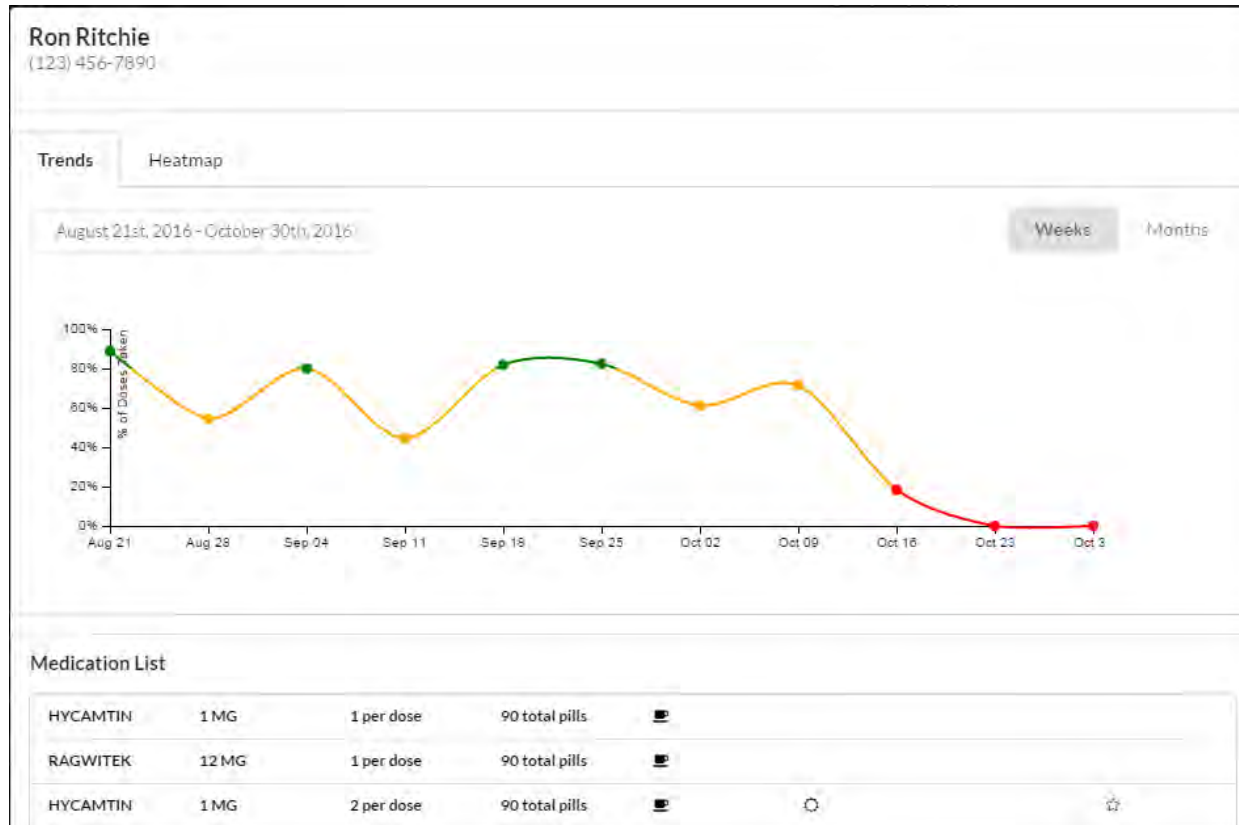 Ron Ritchie
(123) 456-7890
Trends Heatmap
August 21st, 2016 - October 30th, 2016 Weeks Months
100%
80%
60%
40%
20%
0%
% of Doses Taken
Aug 21 Aug 28 Sep 04 Sep 11 Sep 18 Sep 25 Oct 02 Oct 09 Oct 16 Oct 23 Oct 3
Medication List
HYCAMTIN 1 MG 1 per dose 90 total pills
RAGWITEK 12 MG 1 per dose 90 total pills
HYCAMTIN 1 MG 2 per dose 90 total pills